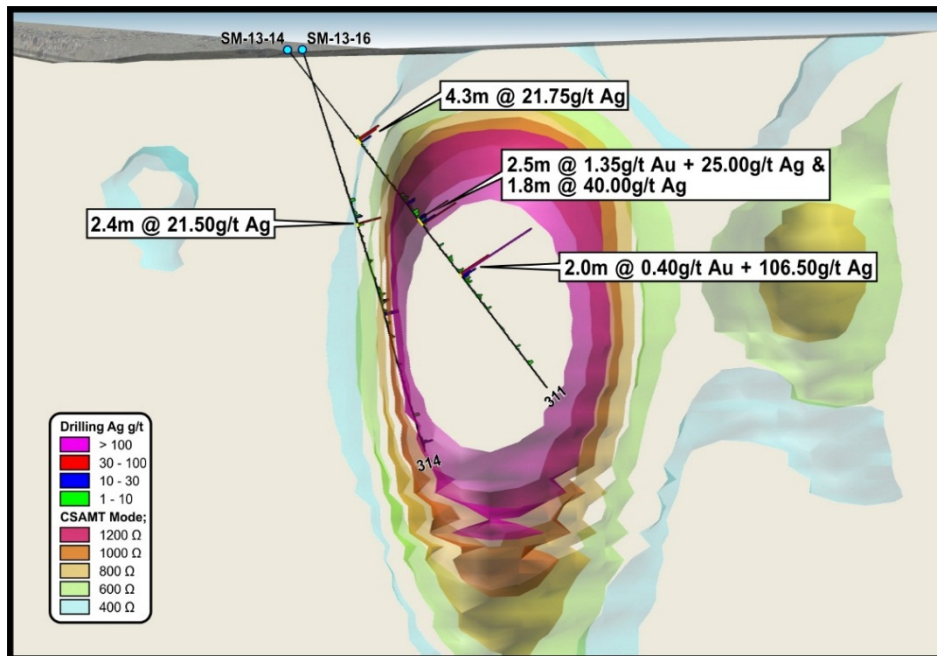 SM-13-14
SM-13-16
4.3m @ 21.75g/t Ag
2.5m @ 1.35g/t Au + 25.00g/t Ag &
1.8m @ 40.00g/t Ag
2.4m @ 21.50g/t Ag
2.0m @ 0.40g/t Au + 106.50g/t Ag
311
314
Drilling Ag g/t
> 100
30 - 100
10 - 30
1 - 10
CSAMT Mode;
1200 Ω
1000 Ω
800 Ω
600 Ω
400 Ω